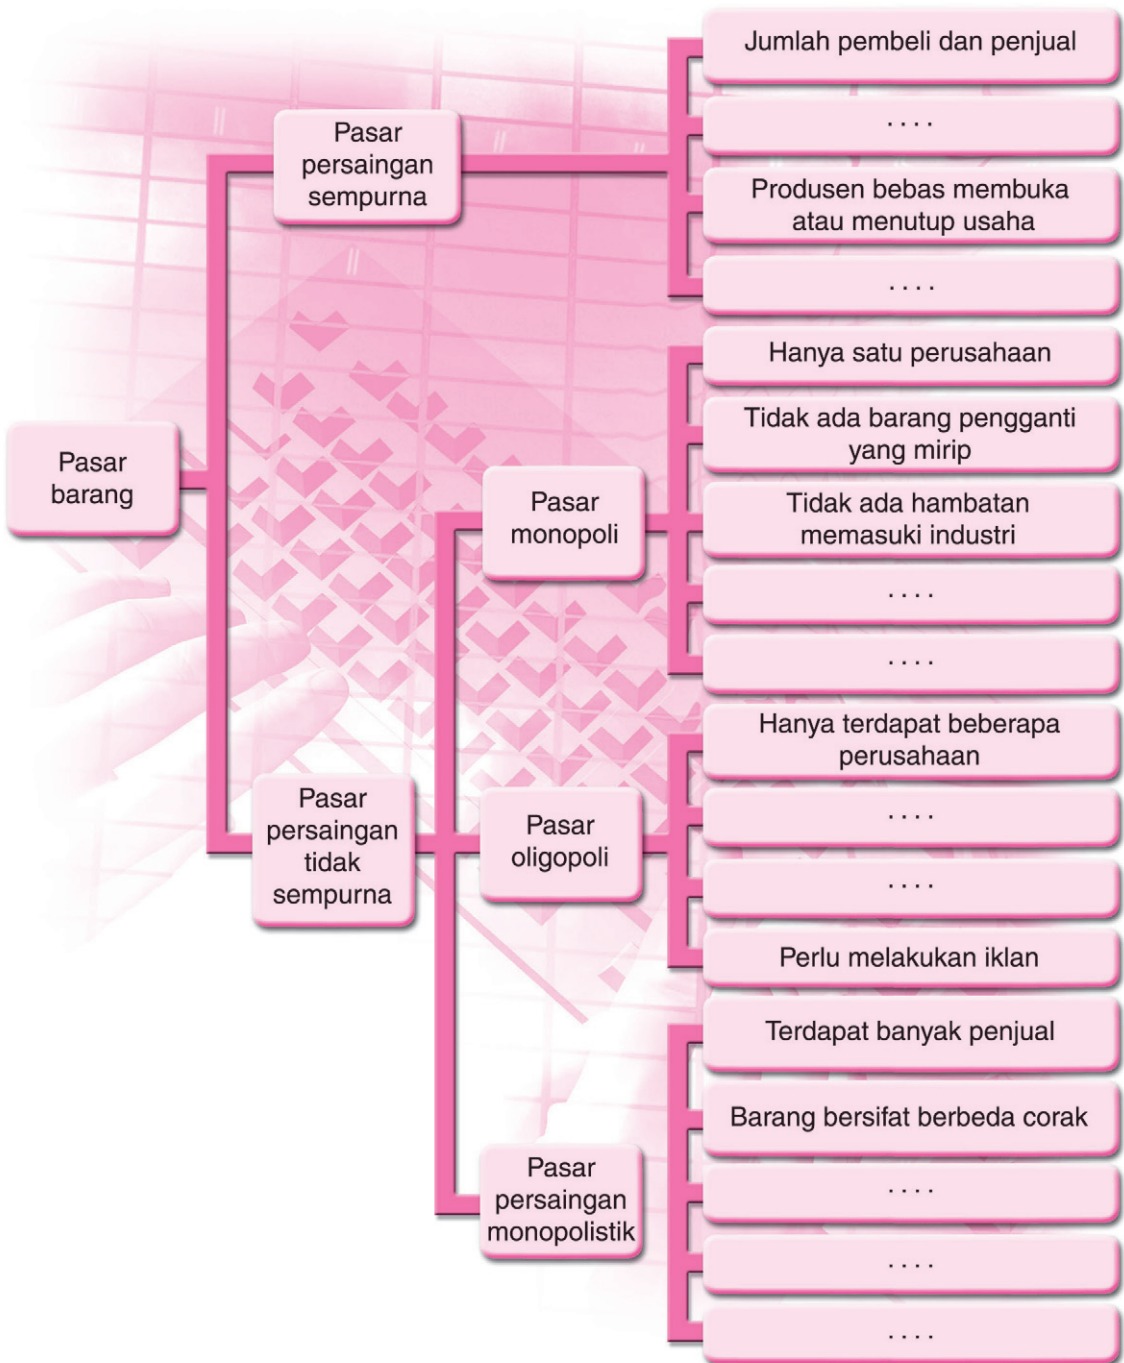 Jumlah pembeli dan penjual
. . . .
Pasar
persaingan
sempurna
Produsen bebas membuka
atau menutup usaha
. . . .
Hanya satu perusahaan
Tidak ada barang pengganti
yang mirip
Pasar
barang
Pasar
monopoli
Tidak ada hambatan
memasuki industri
. . . .
. . . .
Hanya terdapat beberapa
perusahaan
Pasar
persaingan
tidak
sempurna
Pasar
oligopoli
. . . .
. . . .
Perlu melakukan iklan
Terdapat banyak penjual
Barang bersifat berbeda corak
Pasar
persaingan
monopolistik
. . . .
. . . .
. . . .